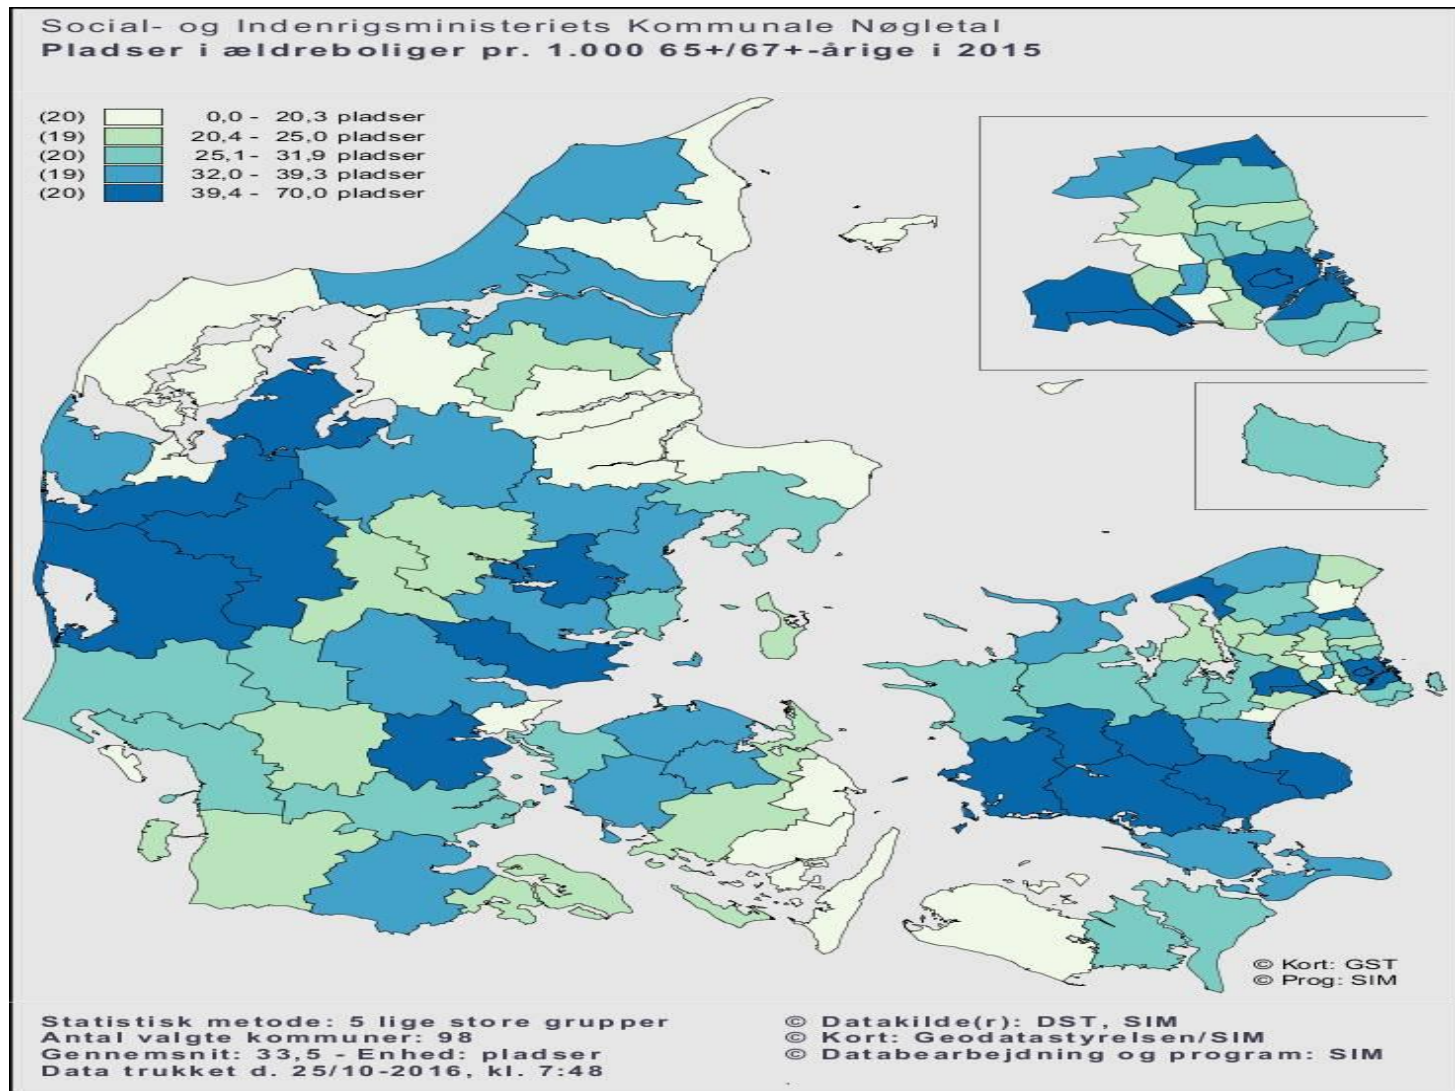 Social- og Indenrigsministeriets Kommunale Nøgletal
Pladser i ældreboliger pr. 1.000 65+/67+-årige i 2015
(20) 0,0 - 20,3 pladser
(19) 20,4 - 25,0 pladser
(20) 25,1 - 31,9 pladser
(19) 32,0 - 39,3 pladser
(20) 39,4 - 70,0 pladser
© Kort: GST
© Prog: SIM
Statistisk metode: 5 lige store grupper
Antal valgte kommuner: 98
Gennemsnit: 33,5 - Enhed: pladser
Data trukket d. 25/10-2016, kl. 7:48
© Datakilde(r): DST, SIM
© Kort: Geodatastyrelsen/SIM
© Databearbejdning og program: SIM